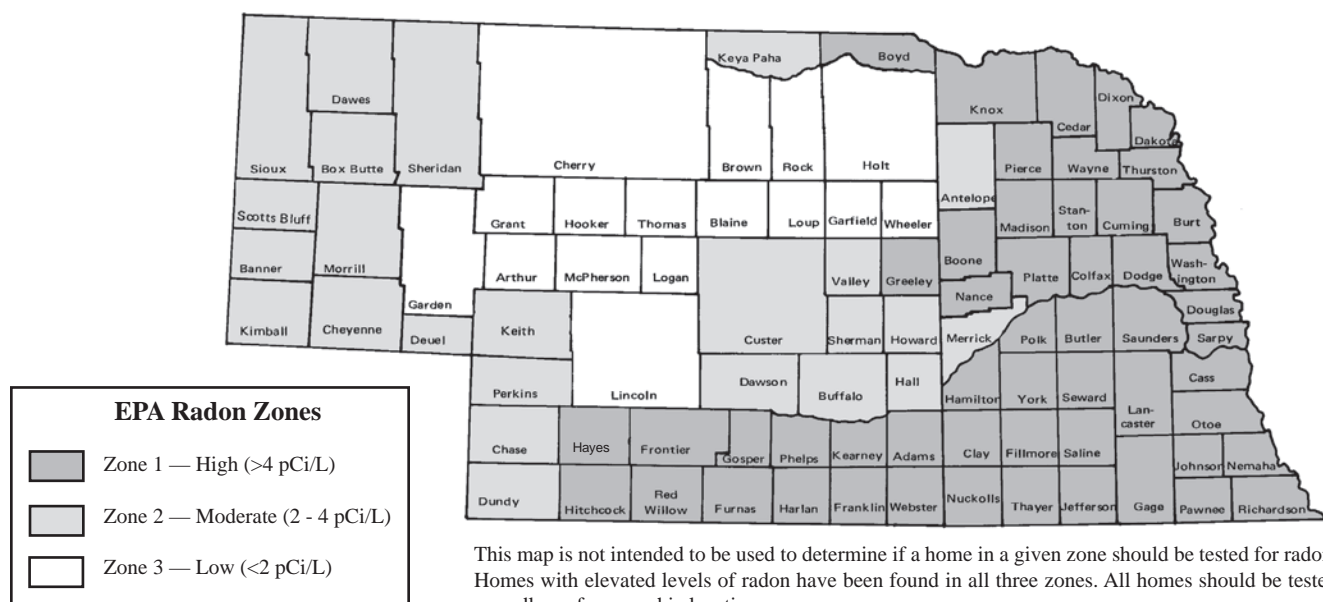 Keya Paha
Boyd
Knox
Dixon
Cedar
Dakota
Dawes
Sioux
Box Butte
Sheridan
Cherry
Brown
Rock
Holt
Pierce
Wayne
Thurston
Antelope
Scotts Bluff
Grant
Hooker
Thomas
Blaine
Loup
Garfield
Wheeler
Madison
Stan-
ton
Cuming
Burt
Banner
Morrill
Arthur
McPherson
Logan
Valley
Greeley
Boone
Platte
Colfax
Dodge
Wash-
ington
Garden
Nance
Kimball
Cheyenne
Deuel
Keith
Custer
Sherman
Howard
Merrick
Polk
Butler
Saunders
Douglas
Sarpy
Perkins
Lincoln
Dawson
Buffalo
Hall
Hamilton
York
Seward
Lan-
caster
Cass
Otoe
Chase
Hayes
Frontier
Gosper
Phelps
Kearney
Adams
Clay
Fillmore
Saline
Johnson
Nemaha
Dundy
Hitchcock
Red
Willow
Furnas
Harlan
Franklin
Webster
Nuckolls
Thayer
Jefferson
Gage
Pawnee
Richardson
EPA Radon Zones
Zone 1 — High (>4 pCi/L)
Zone 2 — Moderate (2 - 4 pCi/L)
Zone 3 — Low (<2 pCi/L)
This map is not intended to be used to determine if a home in a given zone should be tested for rado
Homes with elevated levels of radon have been found in all three zones. All homes should be teste